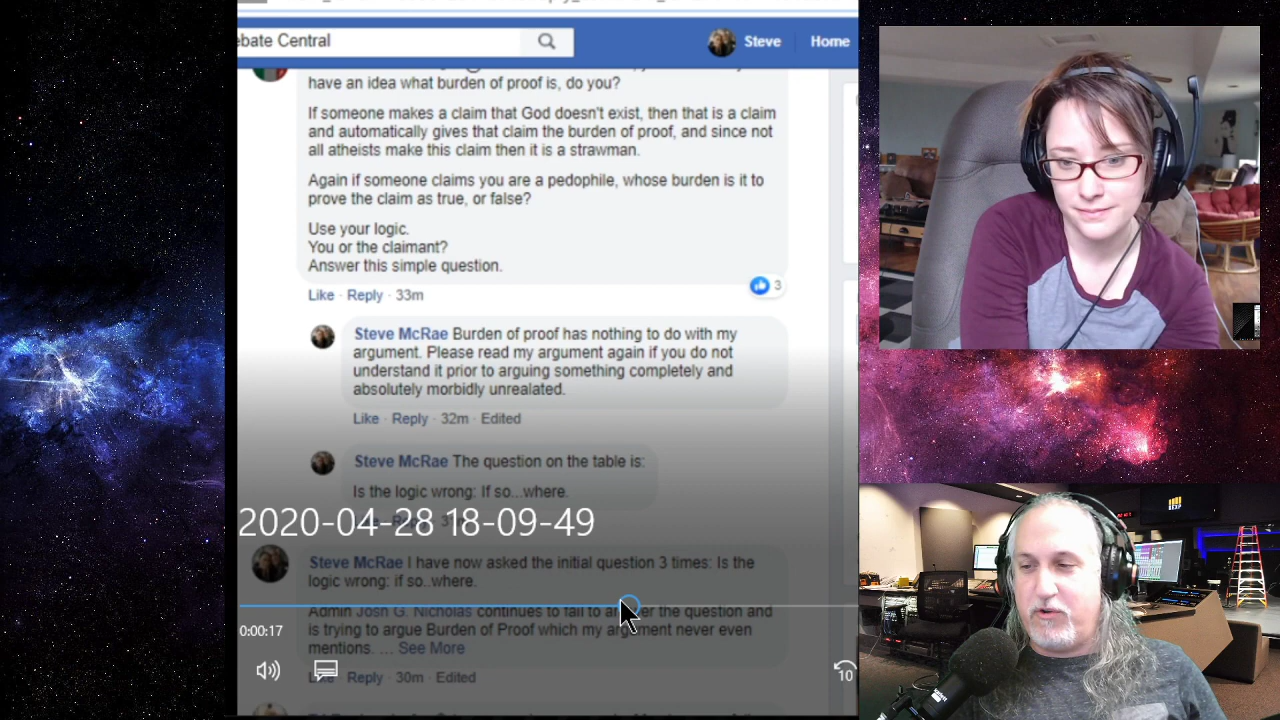 ebate Central
Steve
Home
have an idea what burden of proof is, do you?
If someone makes a claim that God doesn't exist, then that is a claim
and automatically gives that claim the burden of proof, and since not
all atheists make this claim then it is a strawman.
Again if someone claims you are a pedophile, whose burden is it to
prove the claim as true, or false?
Use your logic.
You or the claimant?
Answer this simple question.
Like · Reply · 33m
3
Steve McRae Burden of proof has nothing to do with my
argument. Please read my argument again if you do not
understand it prior to arguing something completely and
absolutely morbidly unrealated.
Like · Reply · 32m · Edited
Steve McRae The question on the table is:
Is the logic wrong: If so...where.
2020-04-28 18-09-49
Steve McRae I have now asked the initial question 3 times: Is the
logic wrong: if so..where.
Admin Josh G. Nicholas continues to fail to answer the question and
is trying to argue Burden of Proof which my argument never even
mentions. ... See More
0:00:17
Like · Reply · 30m · Edited
10